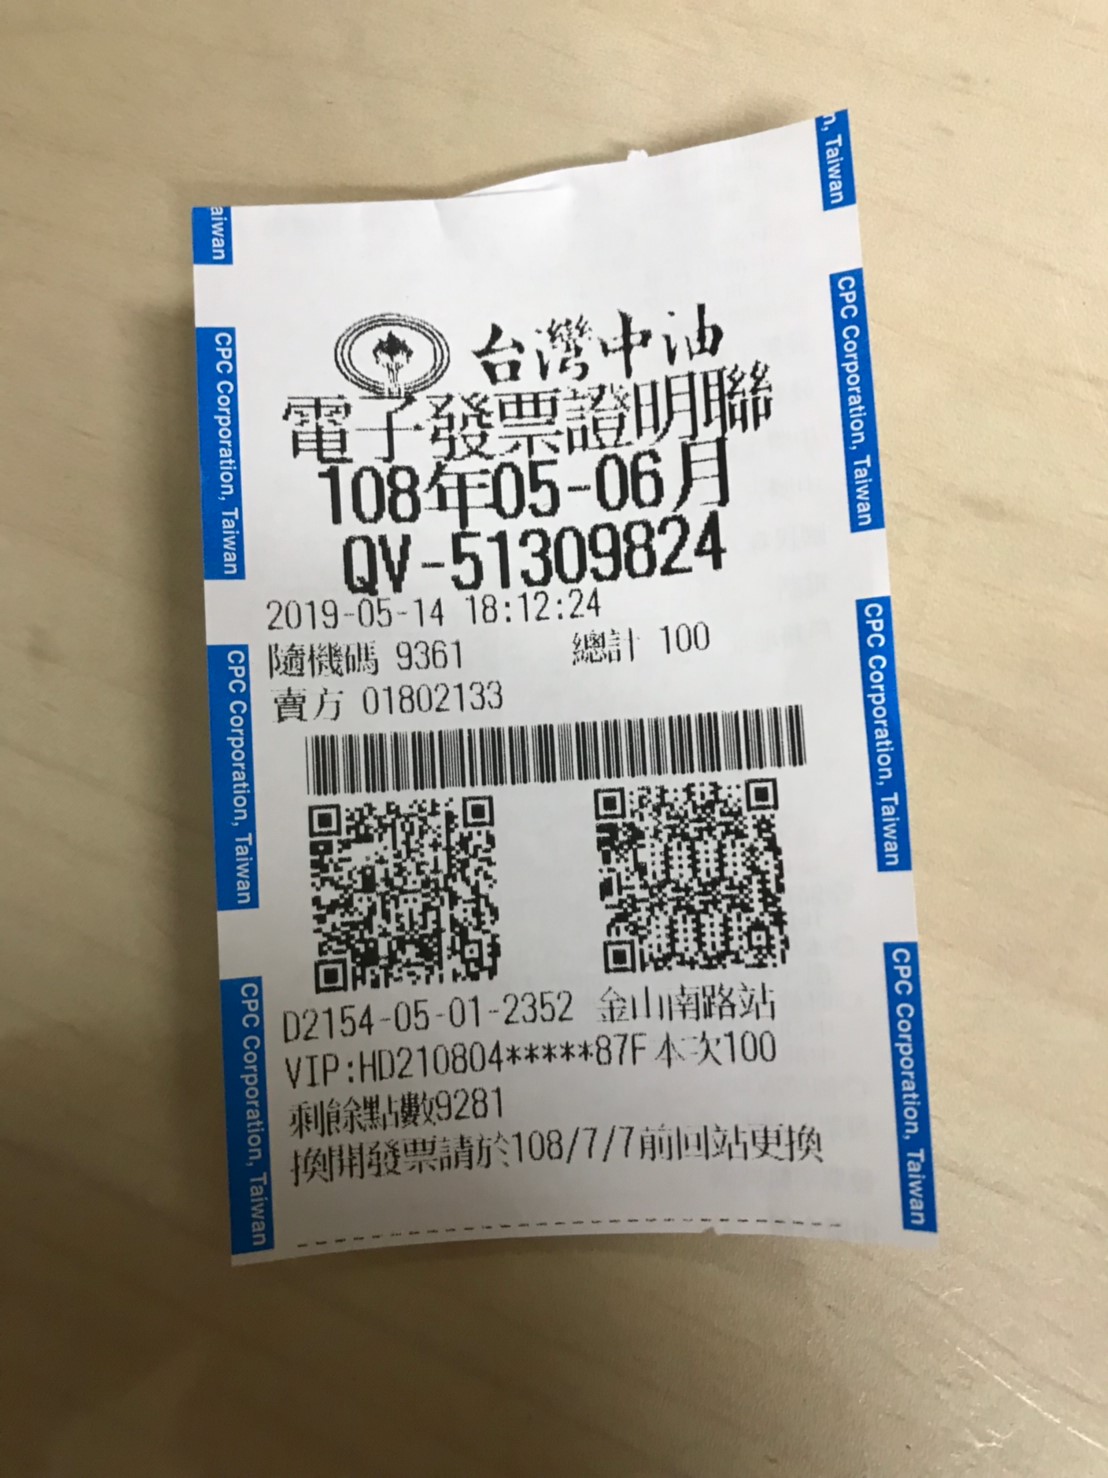 台灣中油
電子發票證明聯
108年05-06月
QV-51309824
2019-05-14 18:12:24
隨機碼 9361 總計 100
賣方 01802133
D2154-05-01-2352 金山南路站
VIP:HD210804*****87F 本次100
剩餘點數9281
換開發票請於108/7/7前回站更換
aiwan
CPC Corporation, Taiwan
CPC Corporation, Taiwan
CPC Corporation, Taiwan
n, Taiwan
CPC Corporation, Taiwan
CPC Corporation, Taiwan
CPC Corporation, Taiwan